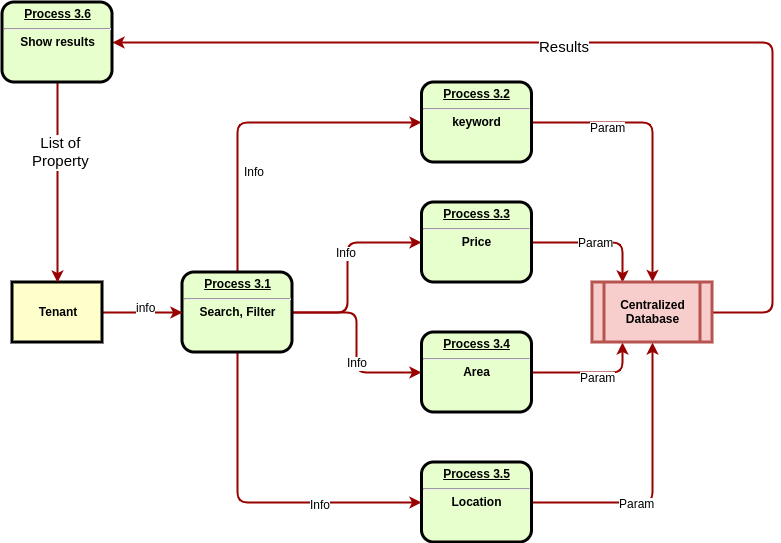 Process 3.6
Show results
Results
Process 3.2
keyword
Param
List of
Property
Info
Process 3.3
Price
Info
Param
Process 3.1
Search, Filter
Tenant
info
Centralized
Database
Process 3.4
Area
Info
Param
Process 3.5
Location
Info
Param